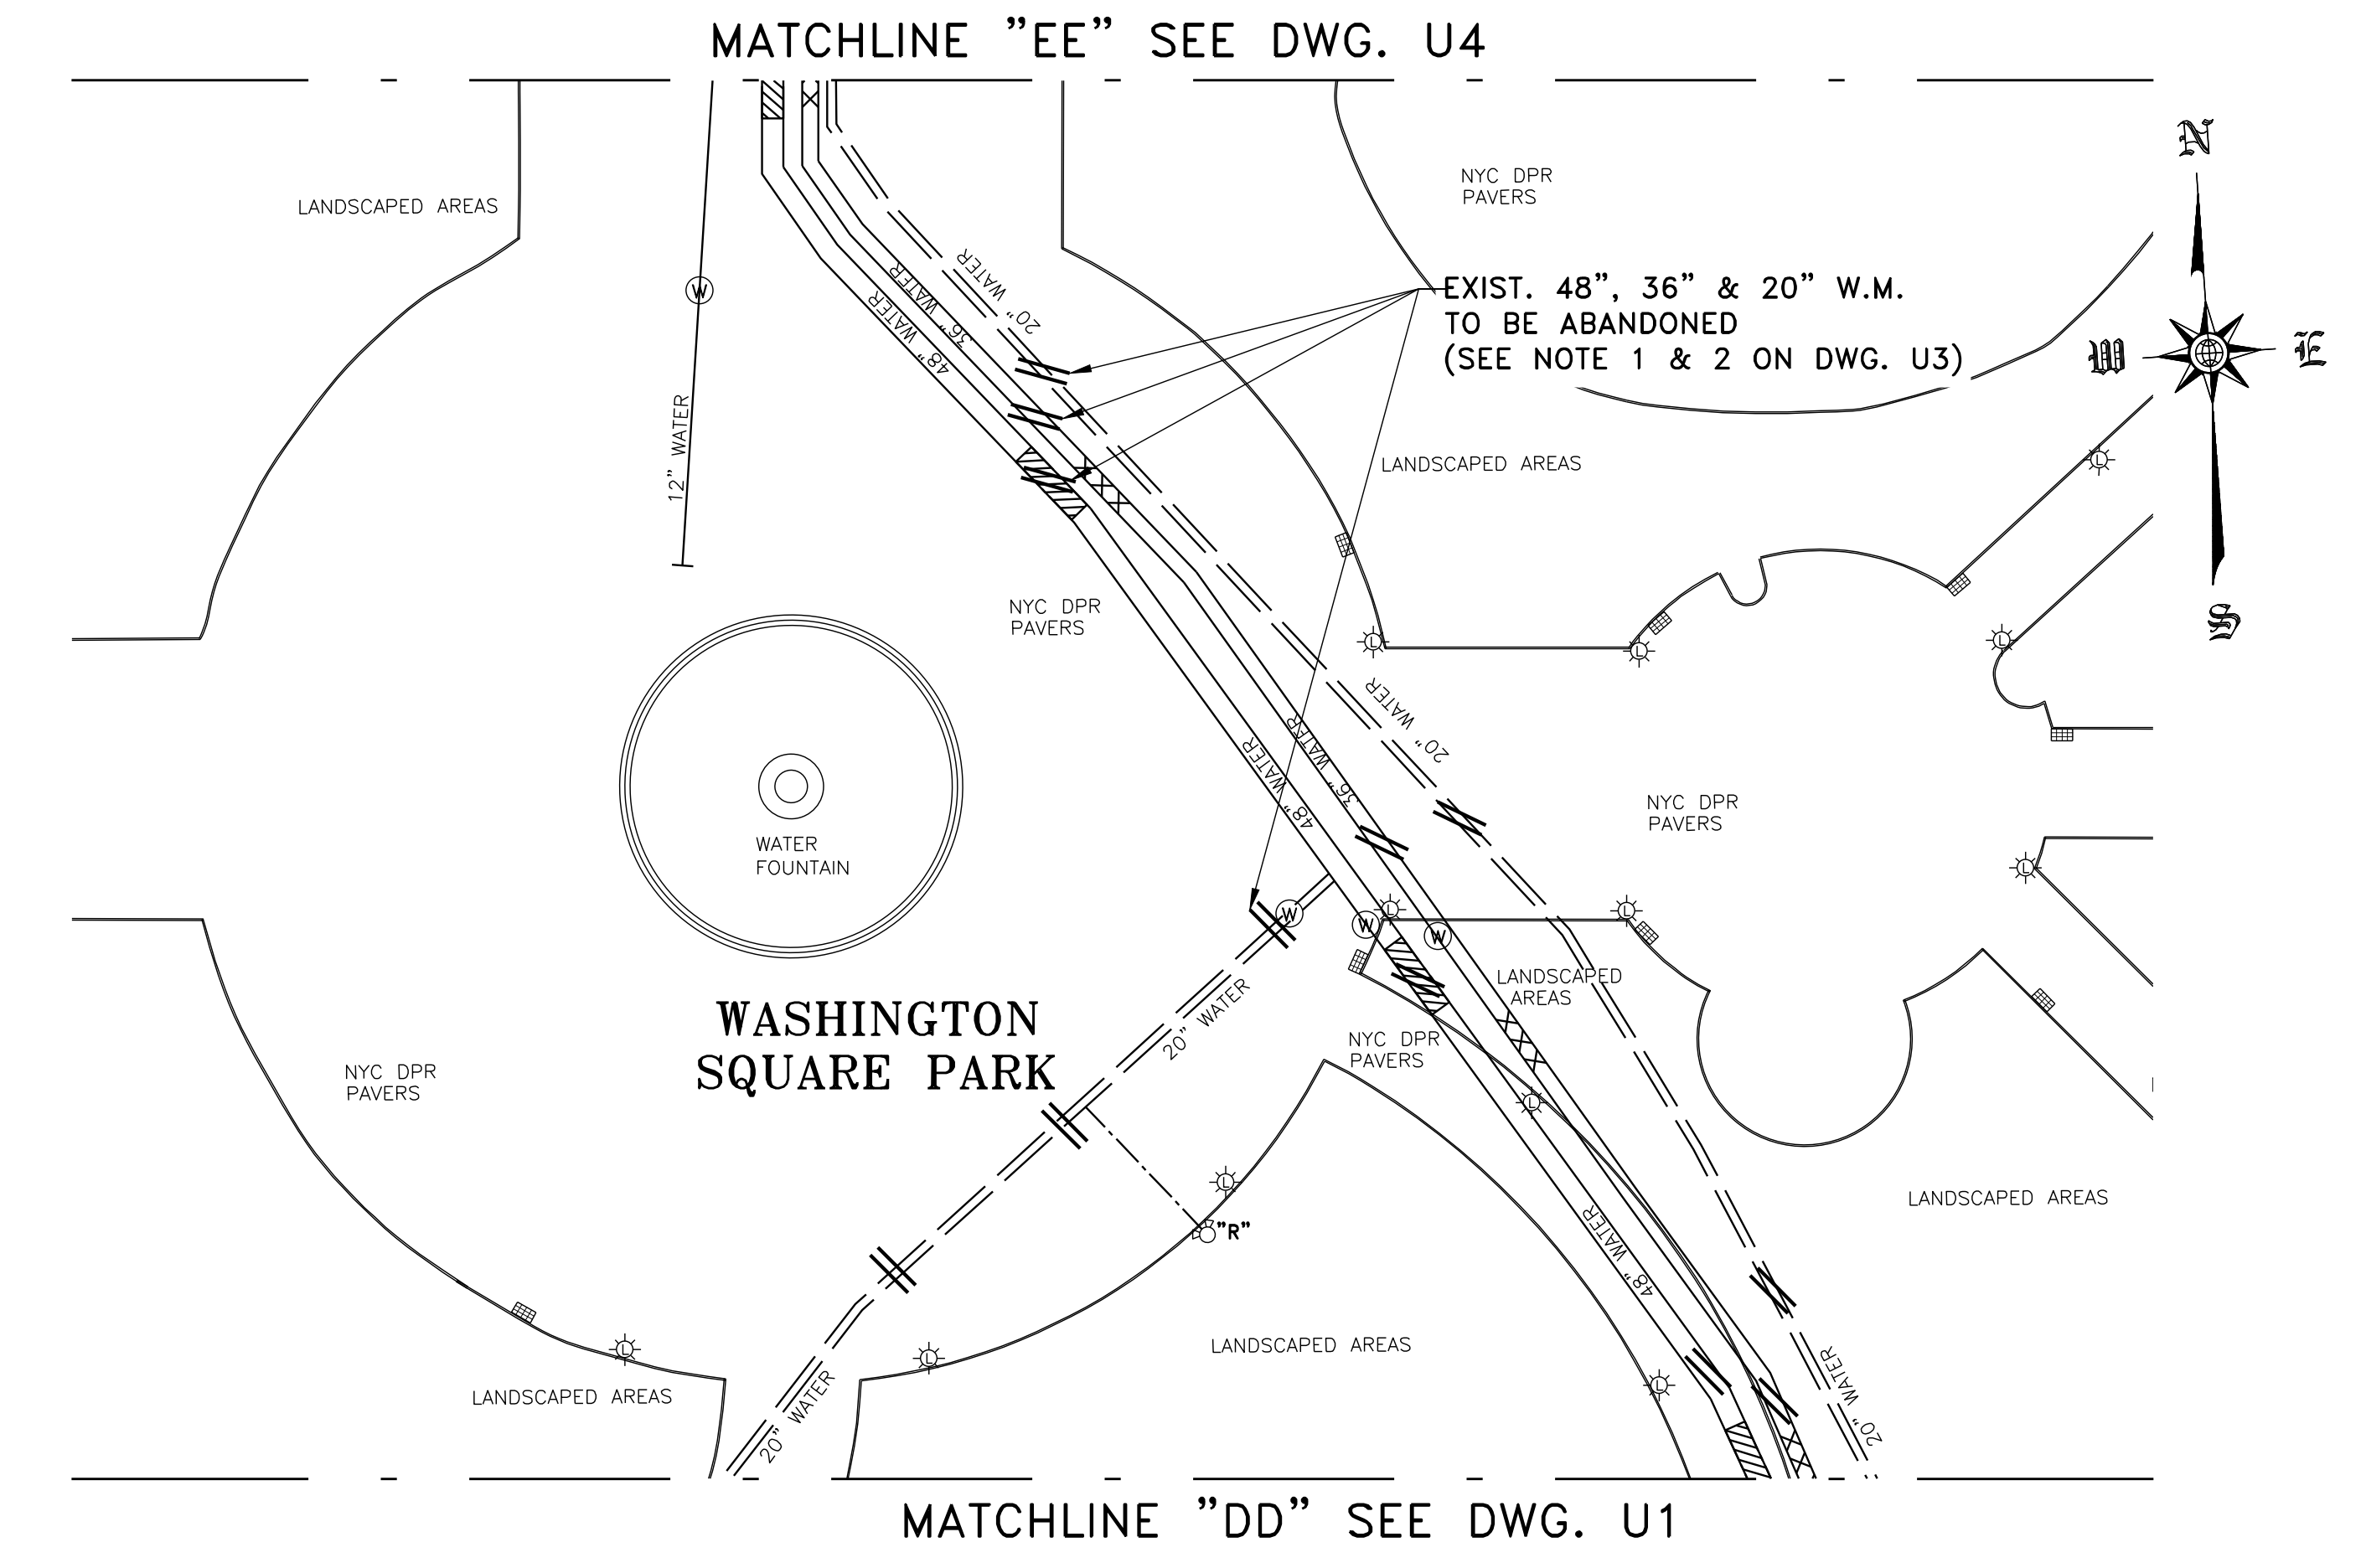 MATCHLINE "EE" SEE DWG. U4
N
NYC DPR
PAVERS
LANDSCAPED AREAS
20" WATER
36" WATER
48" WATER
EXIST. 48", 36" & 20" W.M.
TO BE ABANDONED
(SEE NOTE 1 & 2 ON DWG. U3)
W
W
E
12" WATER
LANDSCAPED AREAS
L
NYC DPR
PAVERS
S
L
L
L
20" WATER
36" WATER
48" WATER
NYC DPR
PAVERS
WATER
FOUNTAIN
L
W
W
L
W
L
LANDSCAPED
AREAS
20" WATER
WASHINGTON
SQUARE PARK
NYC DPR
PAVERS
NYC DPR
PAVERS
L
L
"R"
LANDSCAPED AREAS
48" WATER
LANDSCAPED AREAS
L
L
L
20" WATER
LANDSCAPED AREAS
20" WATER
MATCHLINE "DD" SEE DWG. U1